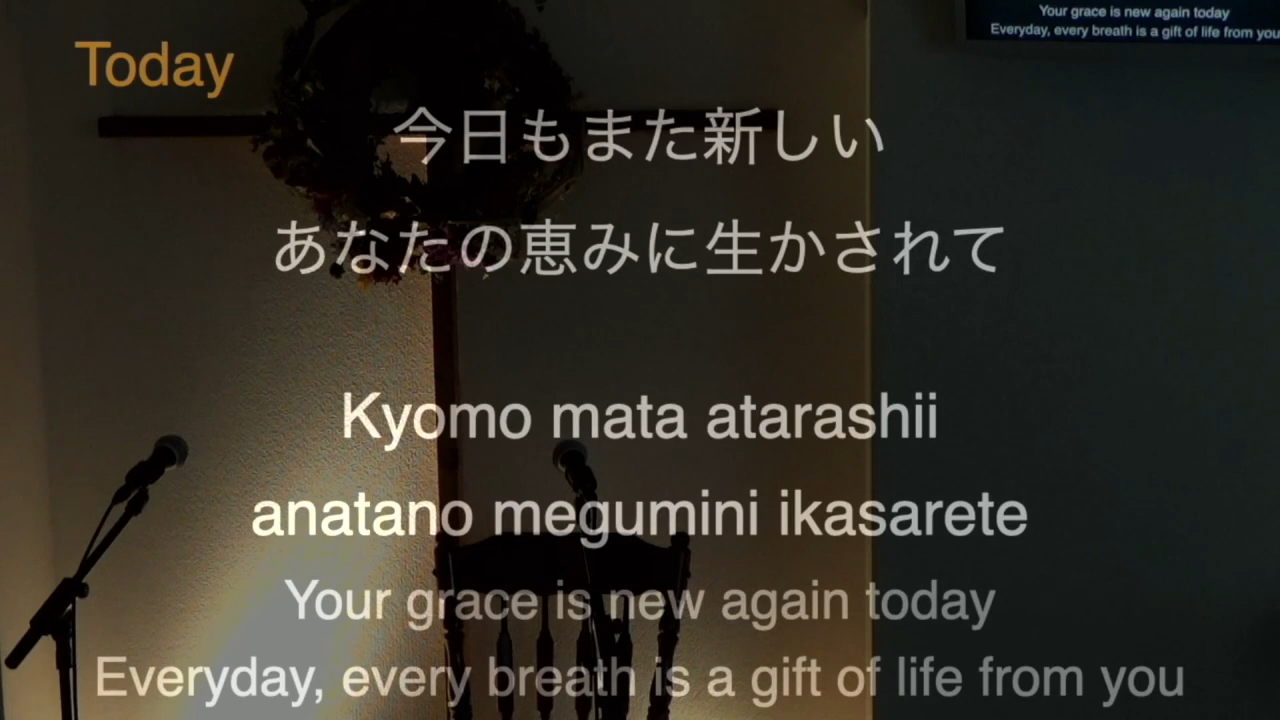 Your grace is new again today
Everyday, every breath is a gift of life from you
Today
今日もまた新しい
あなたの恵みに生かされて
Kyomo mata atarashii
anatano megumini ikasarete
Your grace is new again today
Everyday, every breath is a gift of life from you